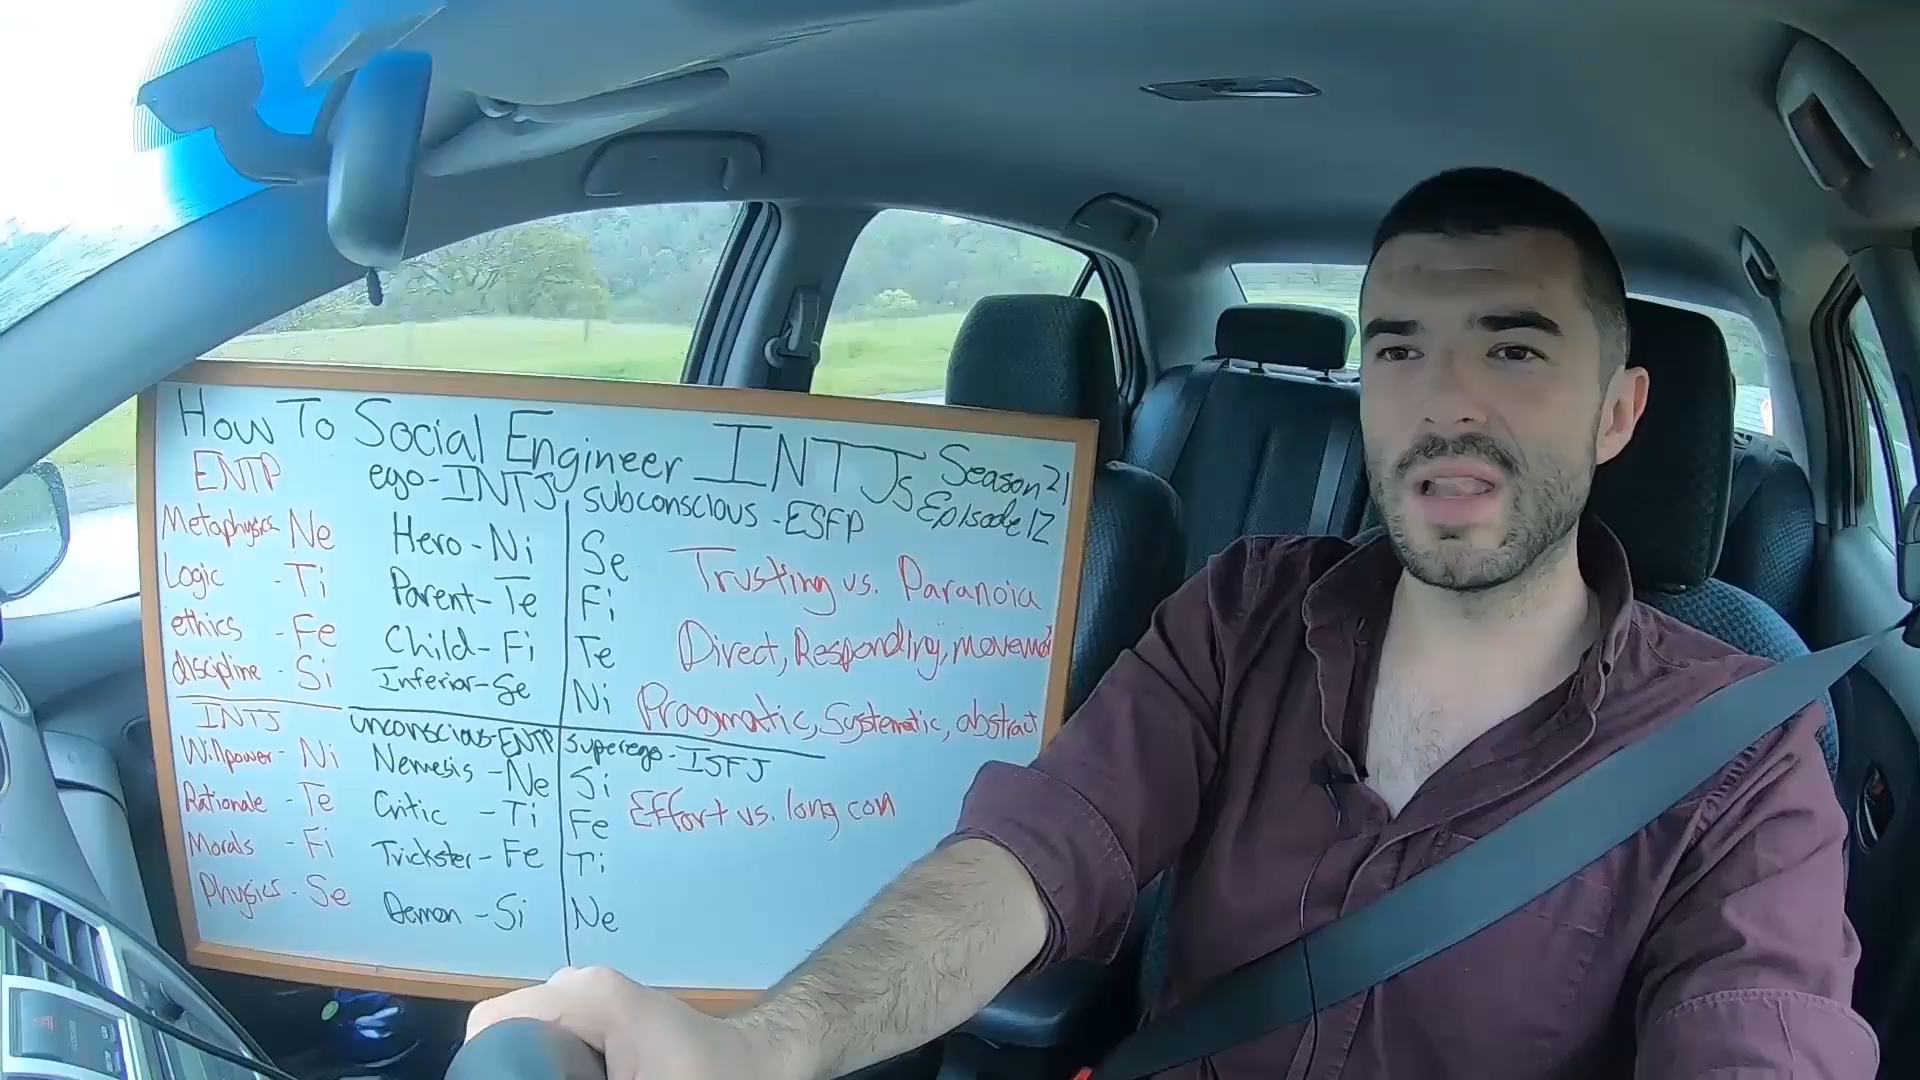 How To Social Engineer INTJs Season 21
Episode 12
ENTP
Metaphysics Ne
Logic - Ti
ethics - Fe
discipline - Si
INTJ
Willpower - Ni
Rationale - Te
Morals - Fi
Physics - Se
ego - INTJ
Hero - Ni
Parent - Te
Child - Fi
Inferior - Se
subconscious - ESFP
Se
Fi
Te
Ni
unconscious - ENTP
Nemesis - Ne
Critic - Ti
Trickster - Fe
Demon - Si
Superego - ISFJ
Si
Fe
Ti
Ne
Trusting vs. Paranoia
Direct, Responding, movement
Pragmatic, Systematic, abstract
Effort vs. long con